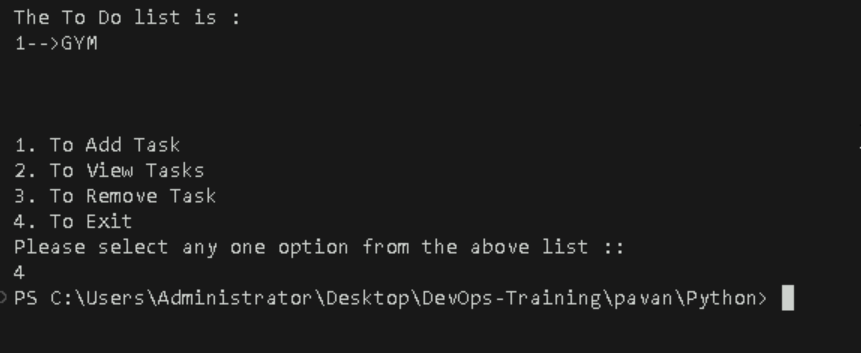 The To Do list is :
1-->GYM
1. To Add Task
2. To View Tasks
3. To Remove Task
4. To Exit
Please select any one option from the above list ::
4
PS C:\Users\Administrator\Desktop\DevOps-Training\pavan\Python>